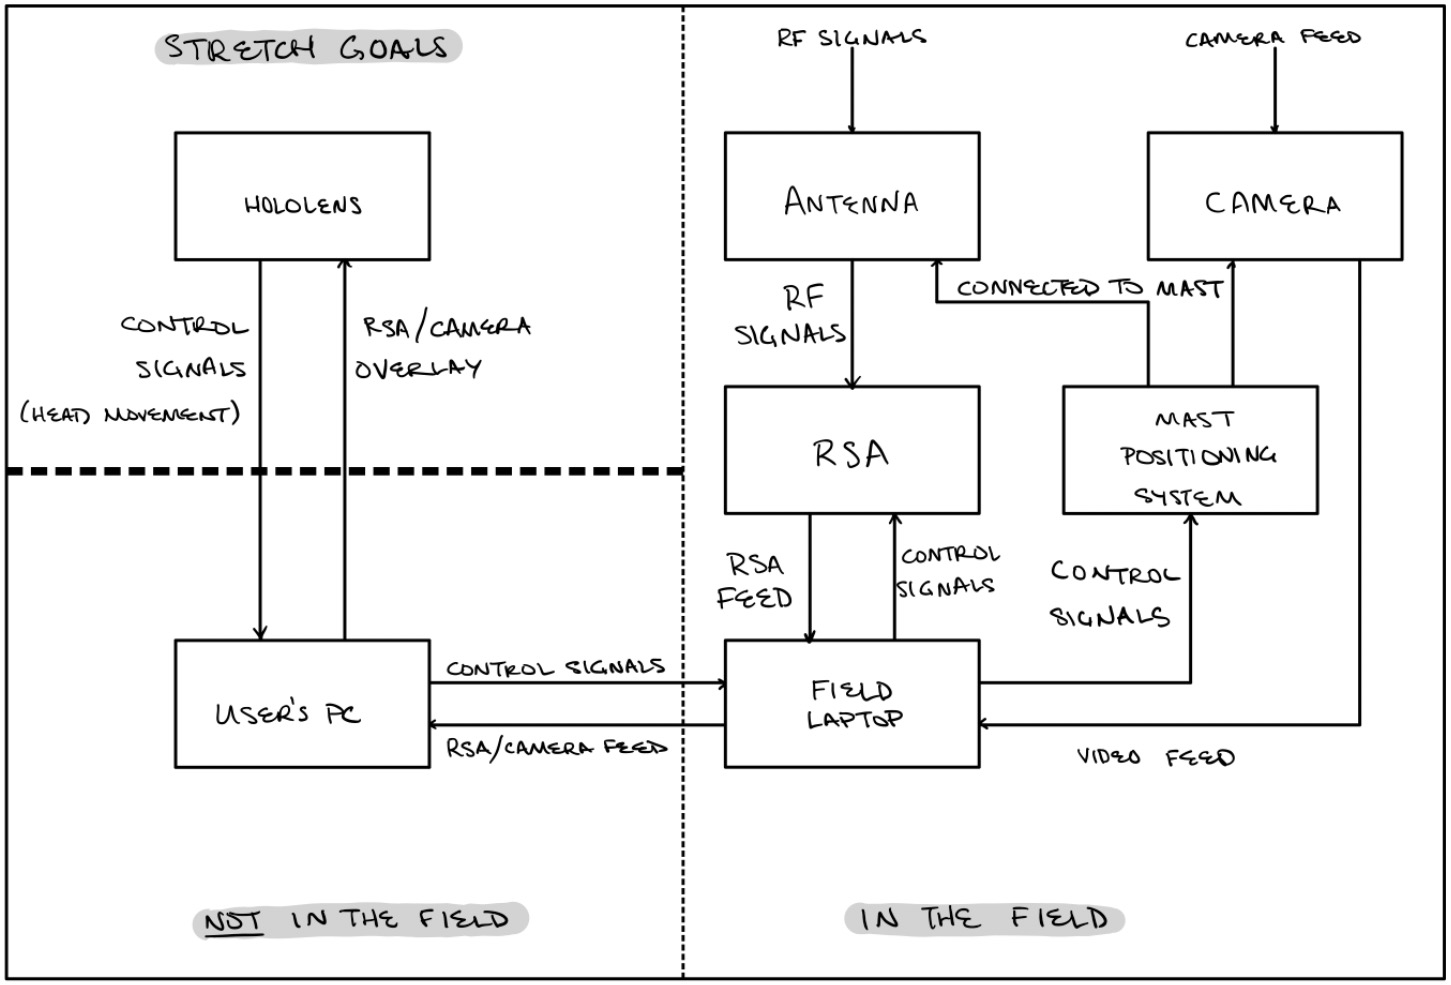 STRETCH GOALS
HOLOLENS
CONTROL
SIGNALS
(HEAD MOVEMENT)
RSA/CAMERA
OVERLAY
USER'S PC
CONTROL SIGNALS
RSA/CAMERA FEED
NOT IN THE FIELD
RF SIGNALS
CAMERA FEED
ANTENNA
CAMERA
RF
SIGNALS
CONNECTED TO MAST
RSA
MAST
POSITIONING
SYSTEM
RSA
FEED
CONTROL
SIGNALS
CONTROL
SIGNALS
FIELD
LAPTOP
VIDEO FEED
IN THE FIELD